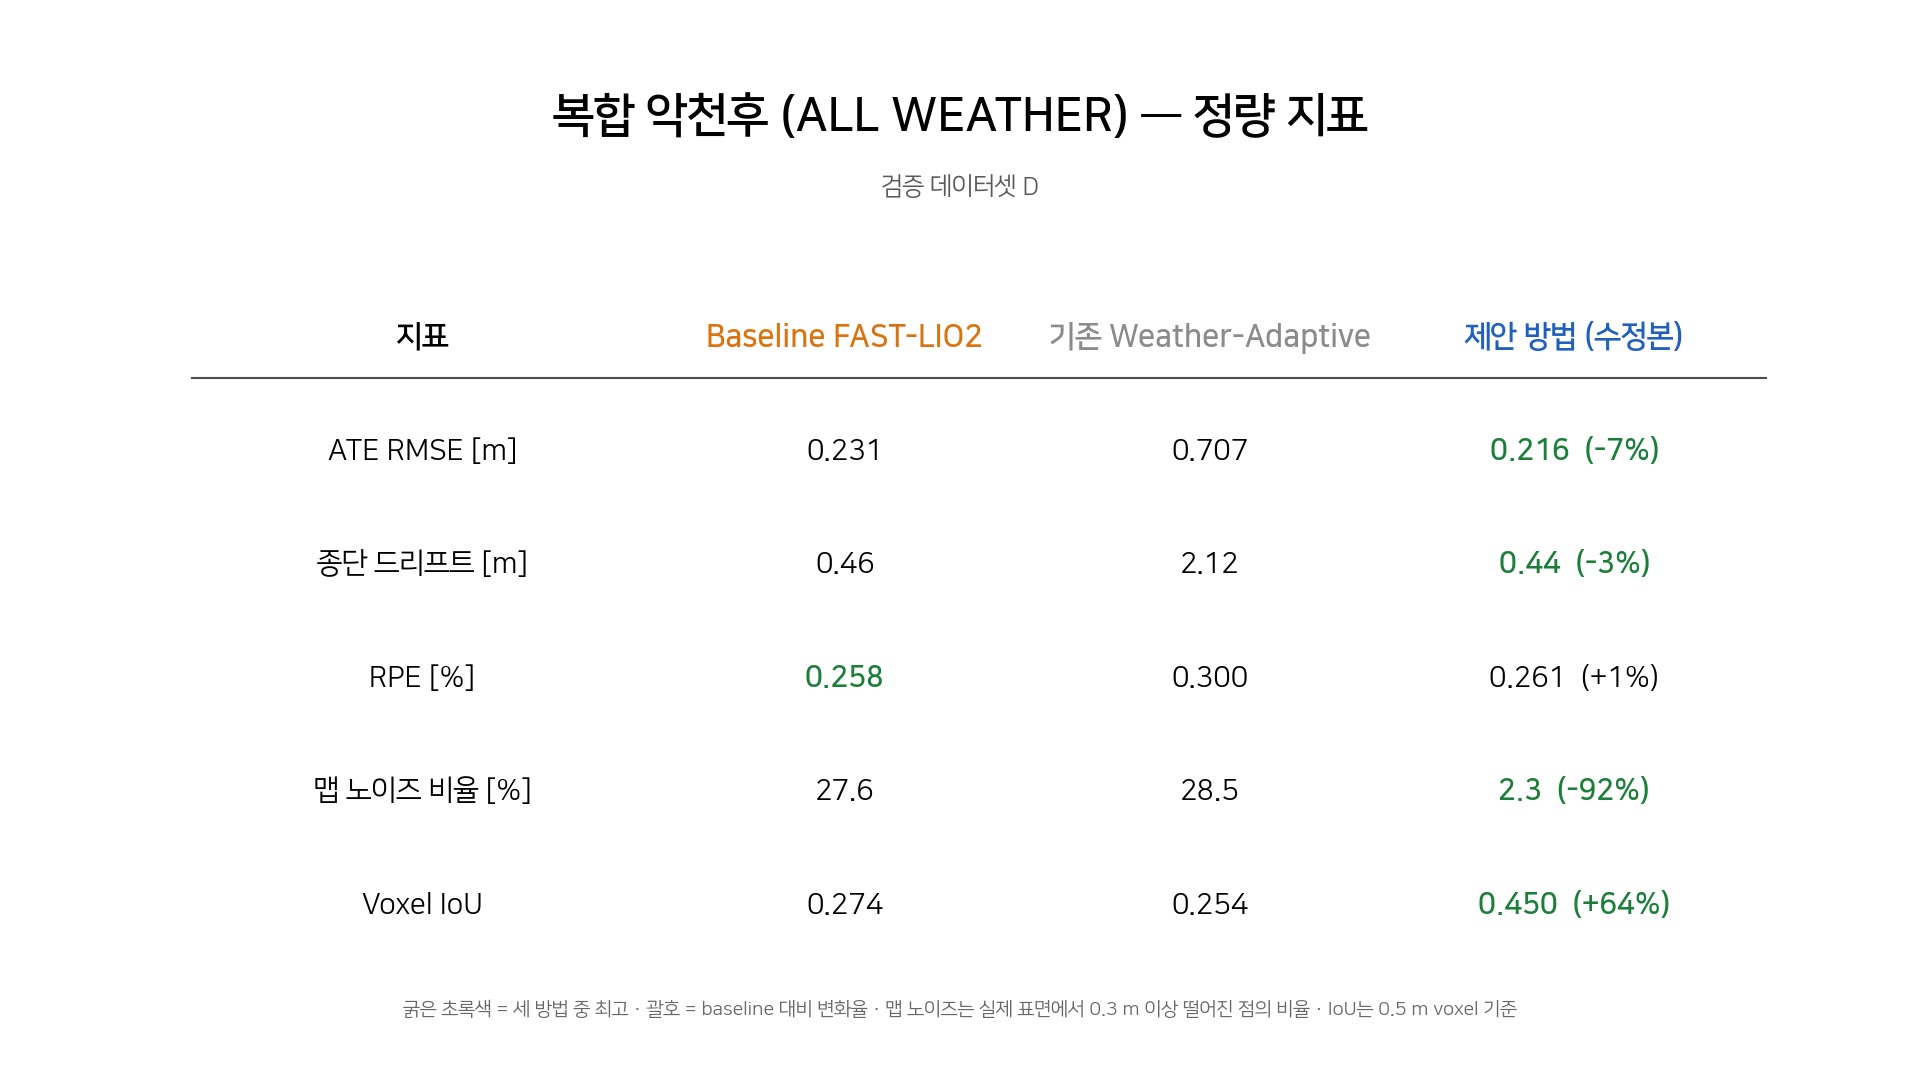 복합 악천후 (ALL WEATHER) — 정량 지표
검증 데이터셋 D
지표 Baseline FAST-LIO2 기존 Weather-Adaptive 제안 방법 (수정본)
ATE RMSE [m] 0.231 0.707 0.216 (-7%)
종단 드리프트 [m] 0.46 2.12 0.44 (-3%)
RPE [%] 0.258 0.300 0.261 (+1%)
맵 노이즈 비율 [%] 27.6 28.5 2.3 (-92%)
Voxel IoU 0.274 0.254 0.450 (+64%)
굵은 초록색 = 세 방법 중 최고 · 괄호 = baseline 대비 변화율 · 맵 노이즈는 실제 표면에서 0.3 m 이상 떨어진 점의 비율 · IoU는 0.5 m voxel 기준